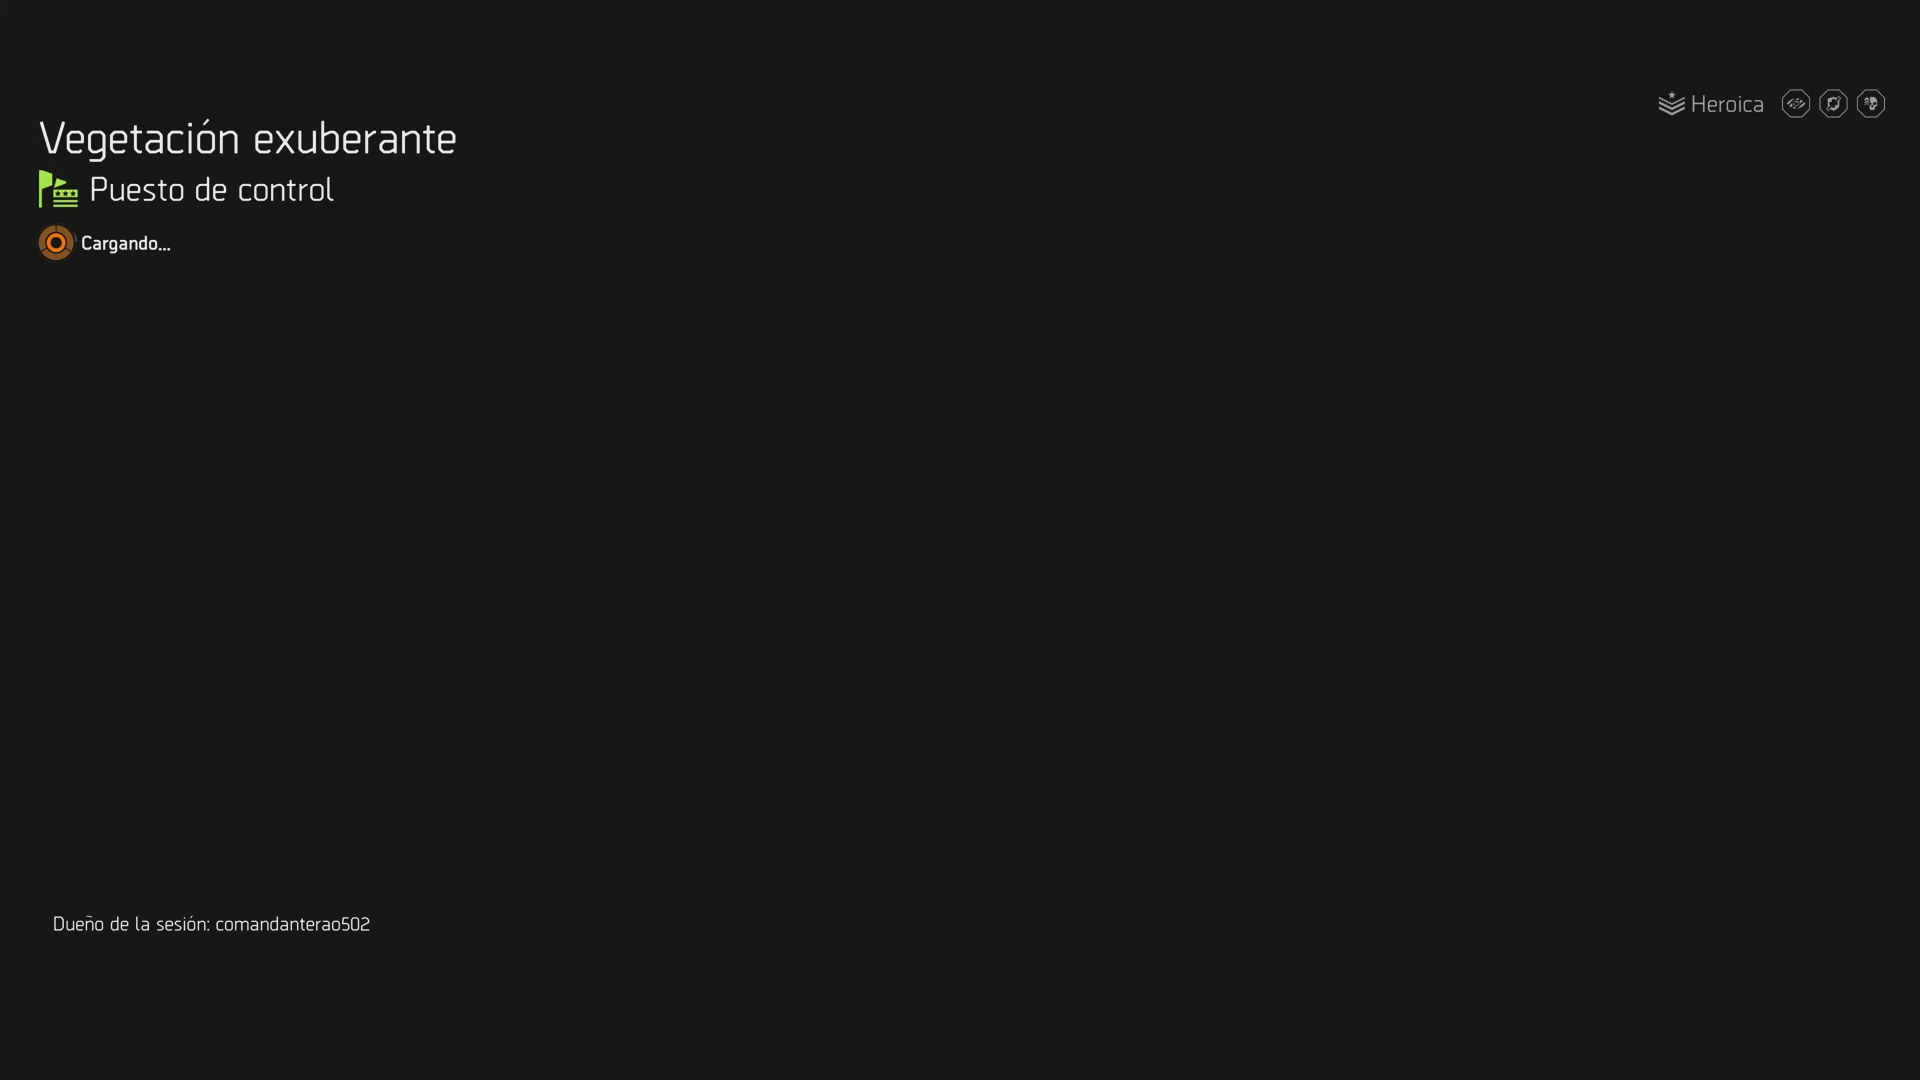 Heroica
Vegetación exuberante
Puesto de control
Cargando...
Dueño de la sesión: comandanterao502